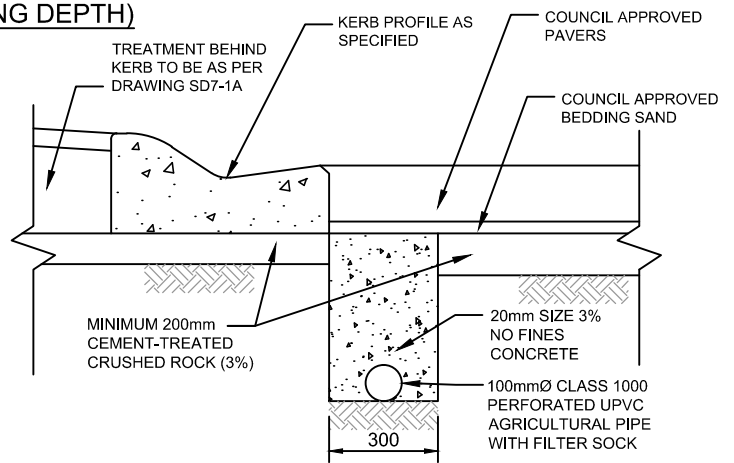 NG DEPTH)
TREATMENT BEHIND
KERB TO BE AS PER
DRAWING SD7-1A
KERB PROFILE AS
SPECIFIED
COUNCIL APPROVED
PAVERS
COUNCIL APPROVED
BEDDING SAND
MINIMUM 200mm
CEMENT-TREATED
CRUSHED ROCK (3%)
20mm SIZE 3%
NO FINES
CONCRETE
100mmØ CLASS 1000
PERFORATED UPVC
AGRICULTURAL PIPE
WITH FILTER SOCK
300